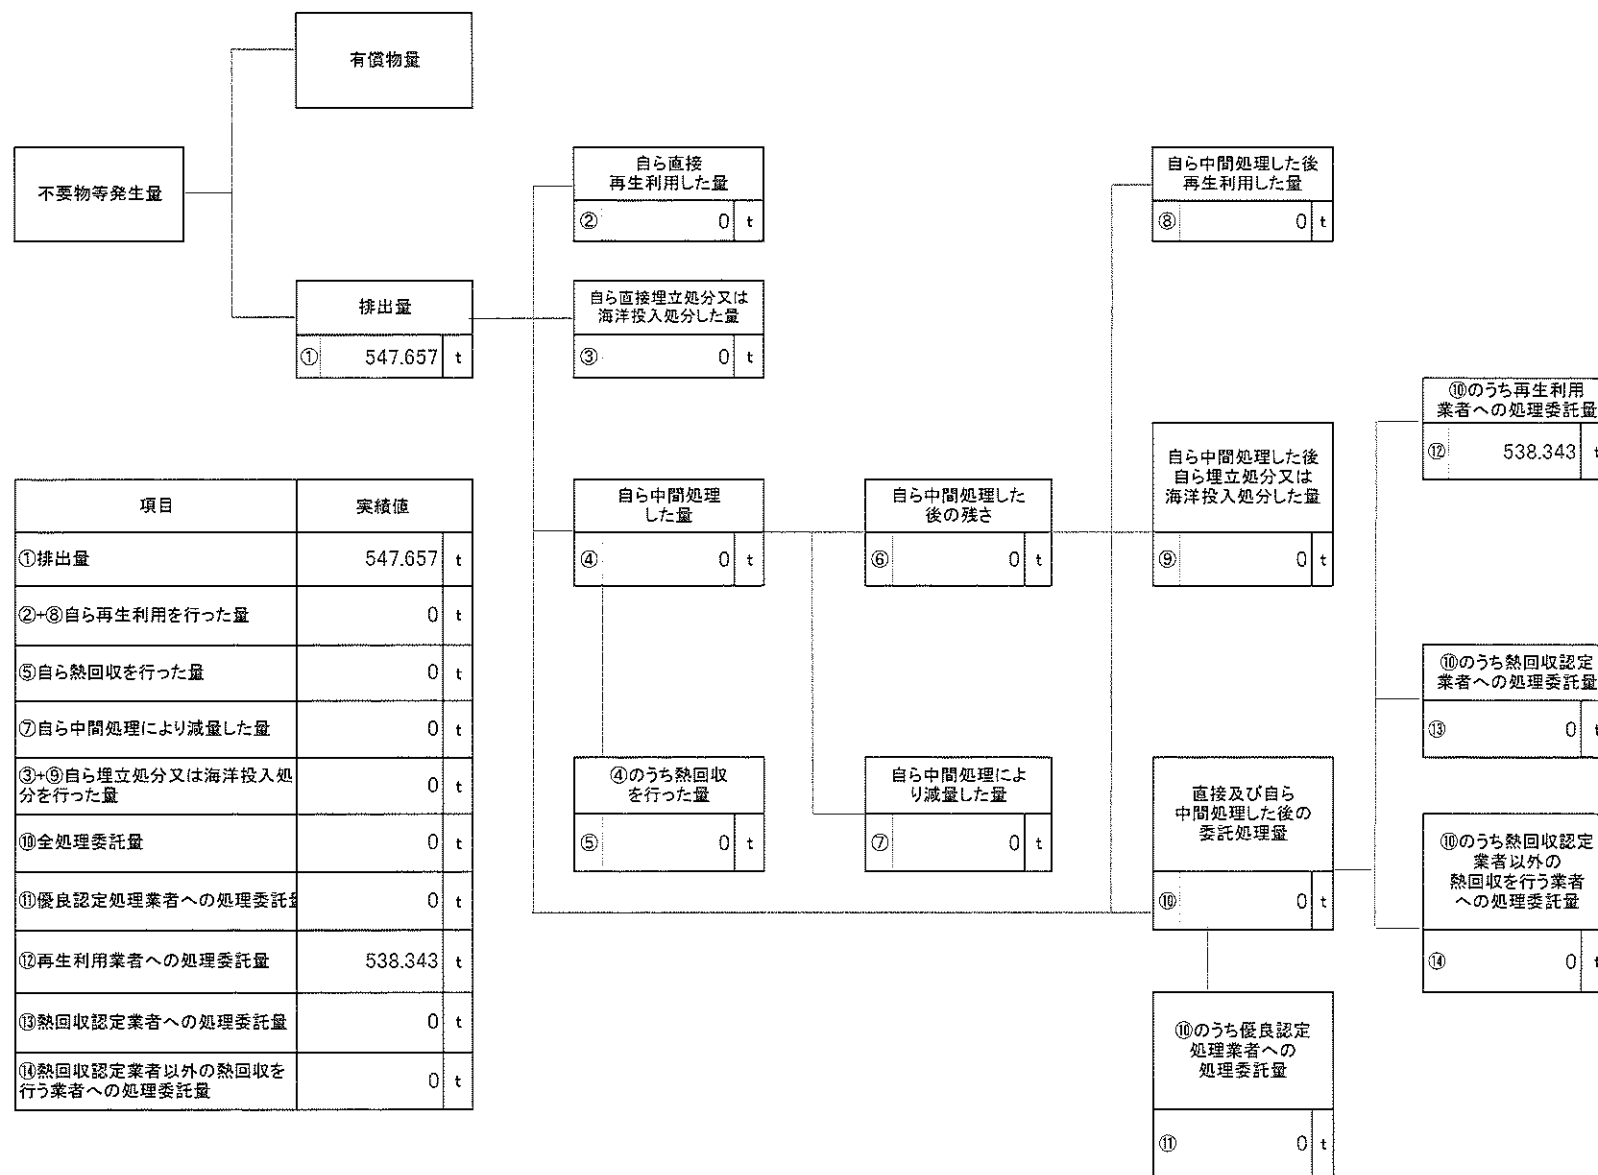 有償物量
不要物等発生量
排出量
① 547.657 t
自ら直接
再生利用した量
② 0 t
自ら直接埋立処分又は
海洋投入処分した量
③ 0 t
自ら中間処理
した量
④ 0 t
④のうち熱回収
を行った量
⑤ 0 t
自ら中間処理した
後の残さ
⑥ 0 t
自ら中間処理によ
り減量した量
⑦ 0 t
自ら中間処理した後
再生利用した量
⑧ 0 t
自ら中間処理した後
自ら埋立処分又は
海洋投入処分した量
⑨ 0 t
直接及び自ら
中間処理した後の
委託処理量
⑩ 0 t
⑩のうち優良認定
処理業者への
処理委託量
⑪ 0 t
⑩のうち再生利用
業者への処理委託量
⑫ 538.343 t
⑩のうち熱回収認定
業者への処理委託量
⑬ 0 t
⑩のうち熱回収認定
業者以外の
熱回収を行う業者
への処理委託量
⑭ 0 t
項目 実績値
①排出量 547.657 t
②+⑧自ら再生利用を行った量 0 t
⑤自ら熱回収を行った量 0 t
⑦自ら中間処理により減量した量 0 t
③+⑨自ら埋立処分又は海洋投入処
分を行った量 0 t
⑩全処理委託量 0 t
⑪優良認定処理業者への処理委託量 0 t
⑫再生利用業者への処理委託量 538.343 t
⑬熱回収認定業者への処理委託量 0 t
⑭熱回収認定業者以外の熱回収を
行う業者への処理委託量 0 t